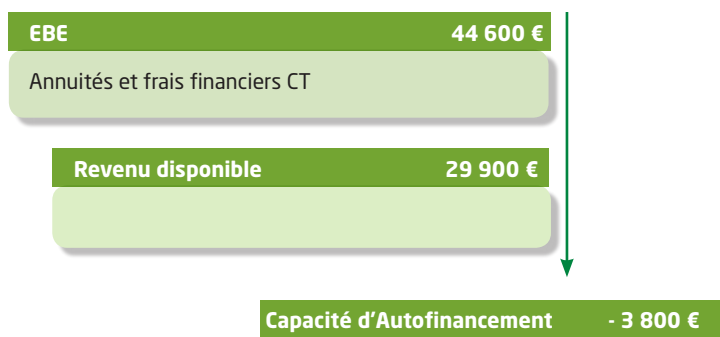 EBE 44 600 €
Annuités et frais financiers CT
Revenu disponible 29 900 €
Capacité d'Autofinancement - 3 800 €